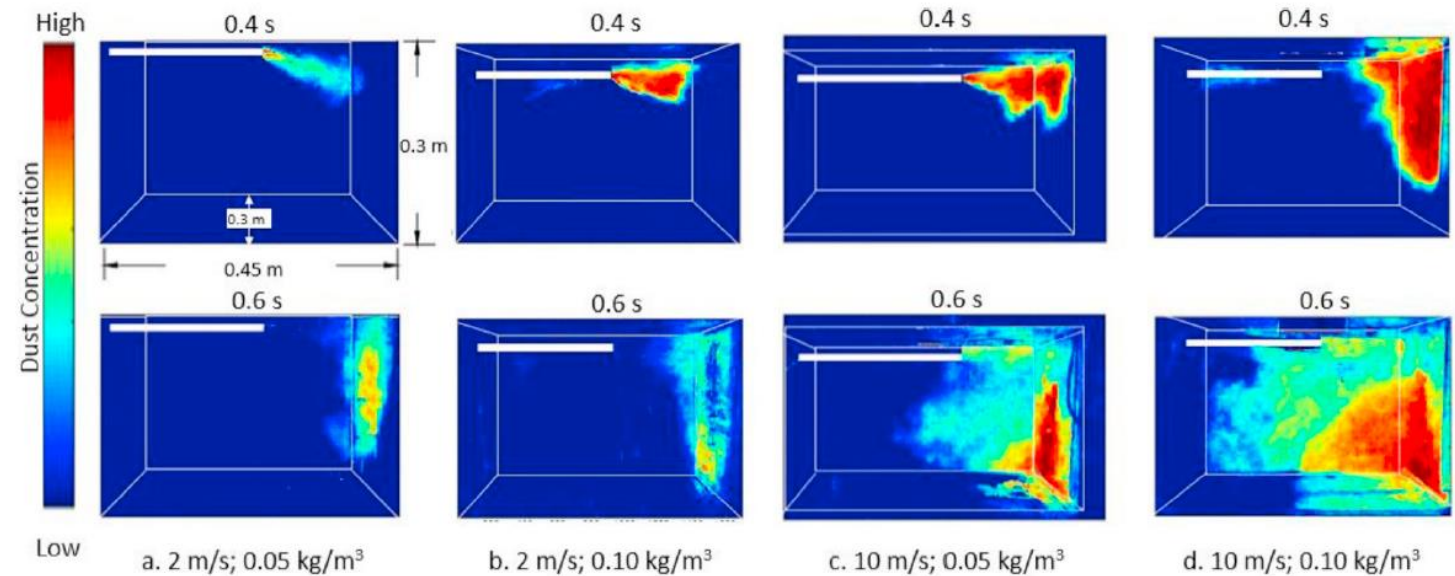 High
0.4 s
0.4 s
0.4 s
0.4 s
0.3 m
0.3 m
0.45 m
Dust Concentration
0.6 s
0.6 s
0.6 s
0.6 s
Low
a. 2 m/s; 0.05 kg/m³
b. 2 m/s; 0.10 kg/m³
c. 10 m/s; 0.05 kg/m³
d. 10 m/s; 0.10 kg/m³